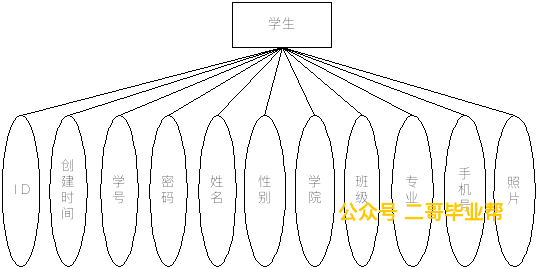 学生
ID
创建时间
学号
密码
姓名
性别
学院
班级
专业
手机号
照片
公众号 二哥毕业帮